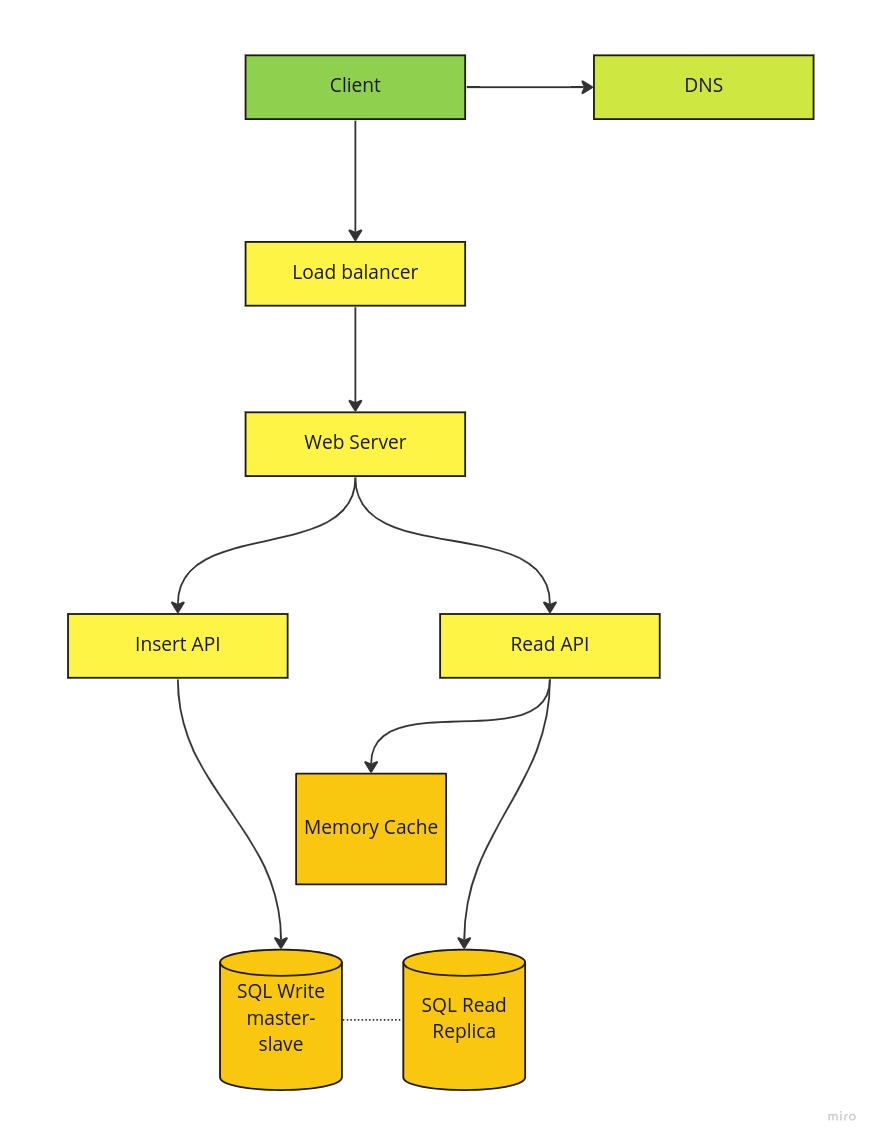 Client
DNS
Load balancer
Web Server
Insert API
Read API
Memory Cache
SQL Write
master-
slave
SQL Read
Replica
miro